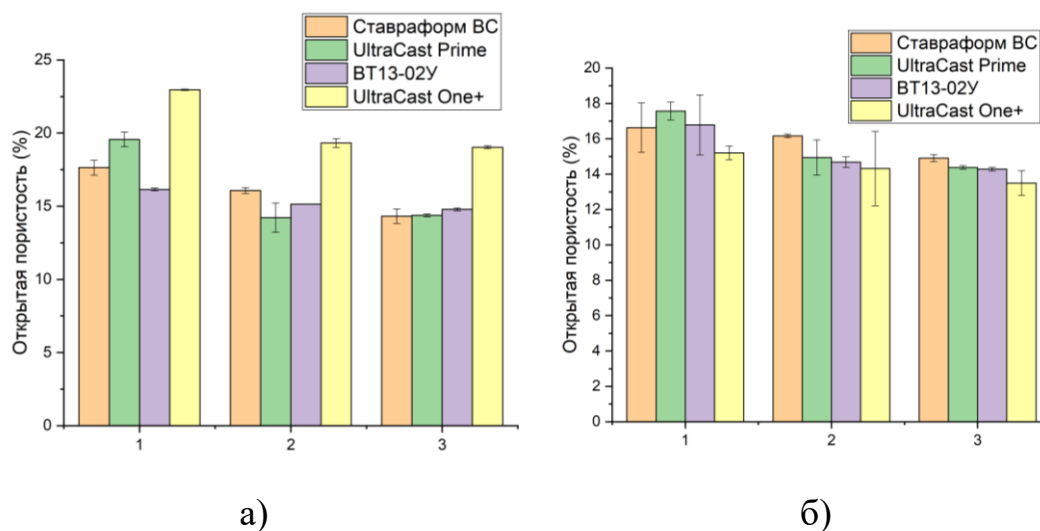 Ставраформ ВС
UltraCast Prime
ВТ13-02У
UltraCast One+
Открытая пористость (%)
25
20
15
10
5
0
1 2 3
а)
Ставраформ ВС
UltraCast Prime
ВТ13-02У
UltraCast One+
Открытая пористость (%)
20
18
16
14
12
10
8
6
4
2
0
1 2 3
б)